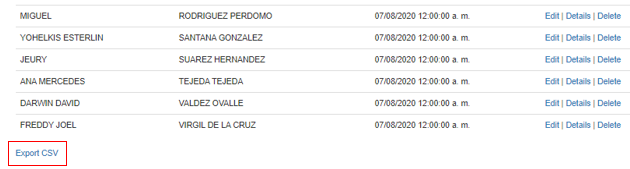 MIGUEL RODRIGUEZ PERDOMO 07/08/2020 12:00:00 a. m. Edit | Details | Delete
YOHELKIS ESTERLIN SANTANA GONZALEZ 07/08/2020 12:00:00 a. m. Edit | Details | Delete
JEURY SUAREZ HERNANDEZ 07/08/2020 12:00:00 a. m. Edit | Details | Delete
ANA MERCEDES TEJEDA TEJEDA 07/08/2020 12:00:00 a. m. Edit | Details | Delete
DARWIN DAVID VALDEZ OVALLE 07/08/2020 12:00:00 a. m. Edit | Details | Delete
FREDDY JOEL VIRGIL DE LA CRUZ 07/08/2020 12:00:00 a. m. Edit | Details | Delete
Export CSV